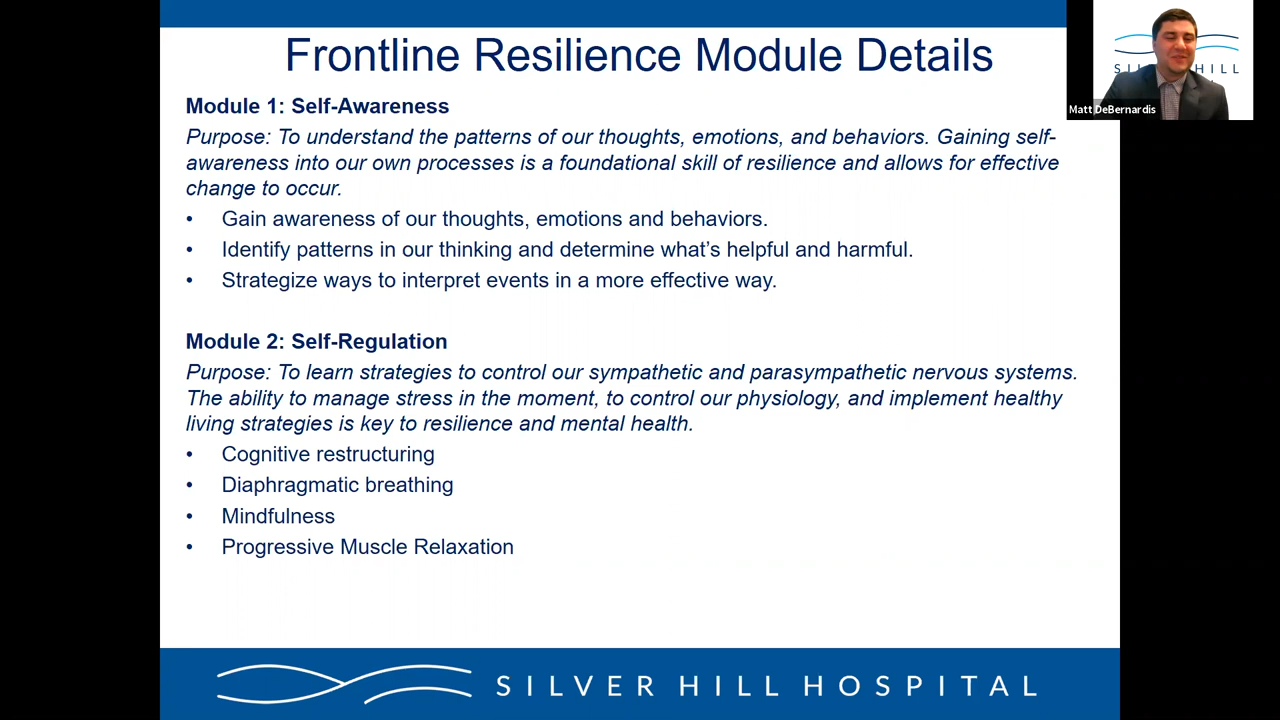 Frontline Resilience Module Details
Module 1: Self-Awareness
Purpose: To understand the patterns of our thoughts, emotions, and behaviors. Gaining self-
awareness into our own processes is a foundational skill of resilience and allows for effective
change to occur.
• Gain awareness of our thoughts, emotions and behaviors.
• Identify patterns in our thinking and determine what's helpful and harmful.
• Strategize ways to interpret events in a more effective way.
Module 2: Self-Regulation
Purpose: To learn strategies to control our sympathetic and parasympathetic nervous systems.
The ability to manage stress in the moment, to control our physiology, and implement healthy
living strategies is key to resilience and mental health.
• Cognitive restructuring
• Diaphragmatic breathing
• Mindfulness
• Progressive Muscle Relaxation
SILVER HILL HOSPITAL
HILL
Matt DeBernardis